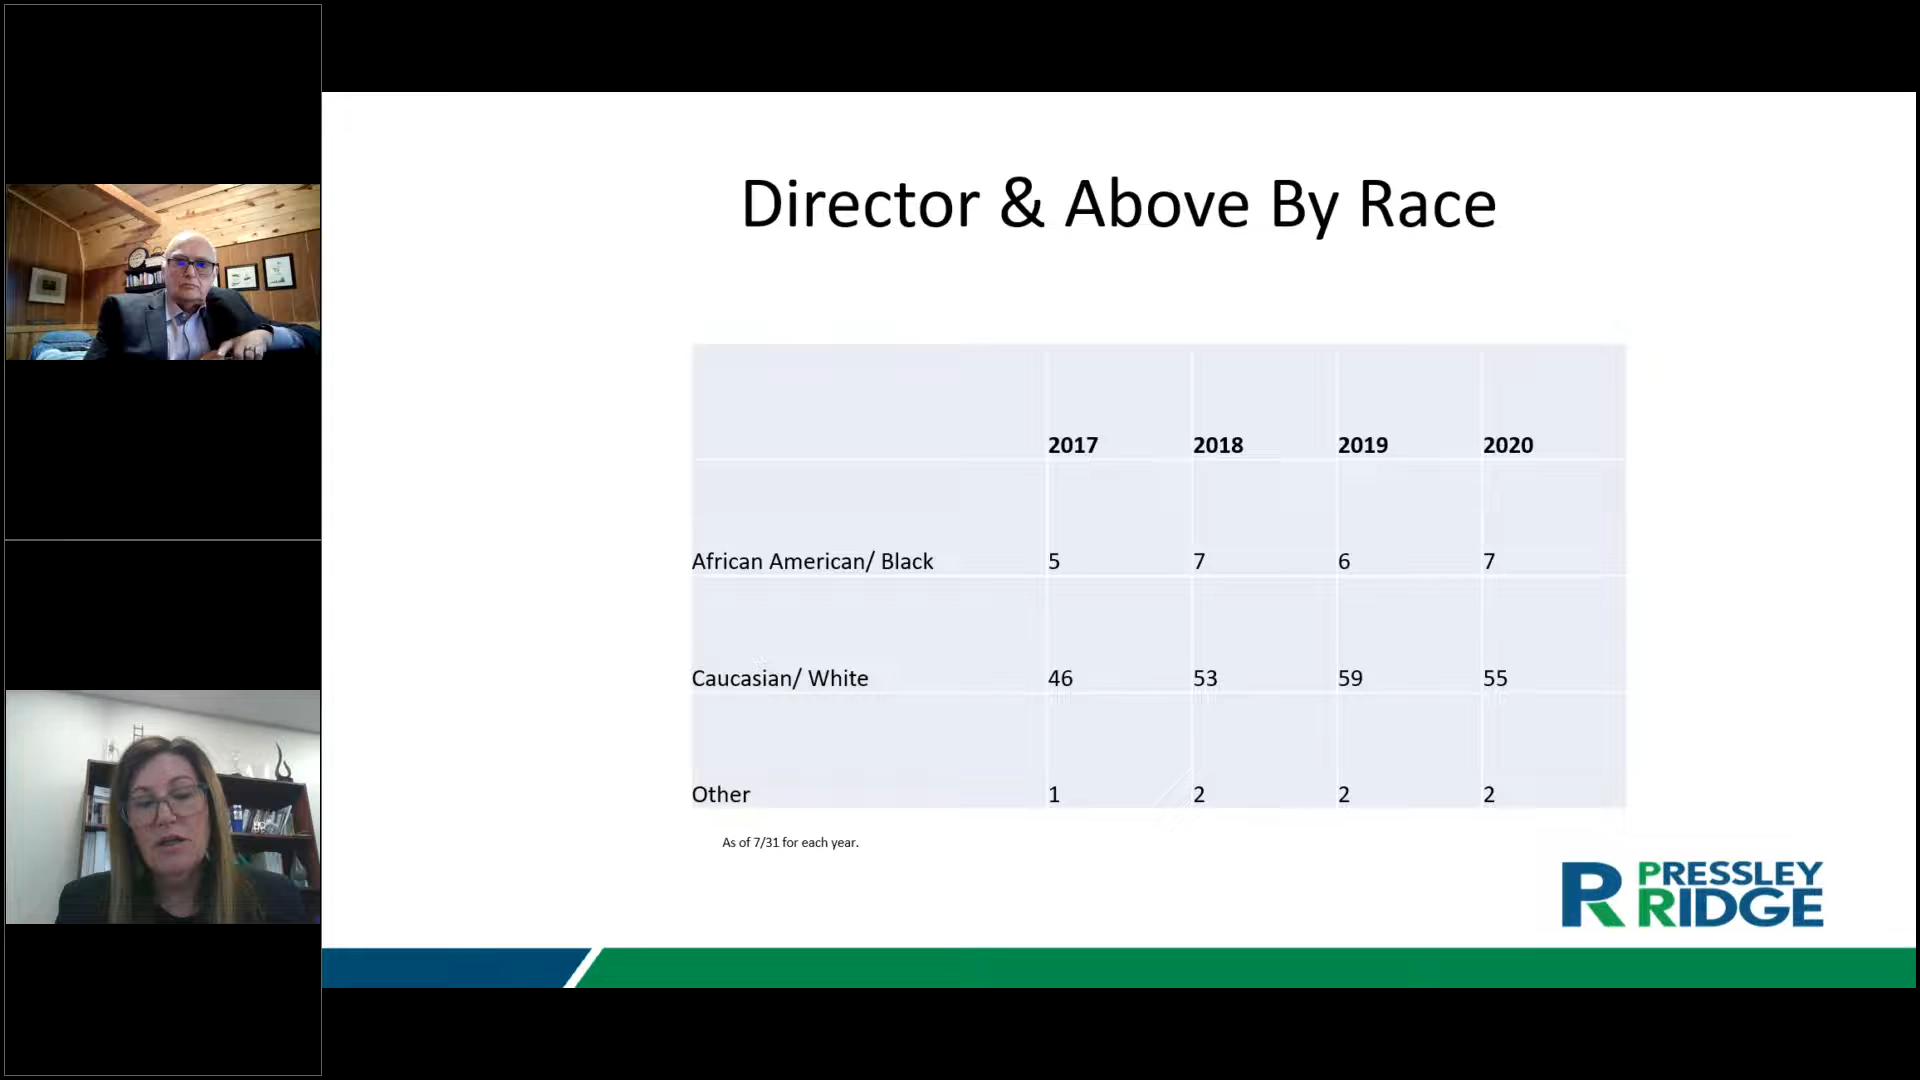 Director & Above By Race
2017 2018 2019 2020
African American/ Black 5 7 6 7
Caucasian/ White 46 53 59 55
Other 1 2 2 2
As of 7/31 for each year.
PRESSLEY
RIDGE